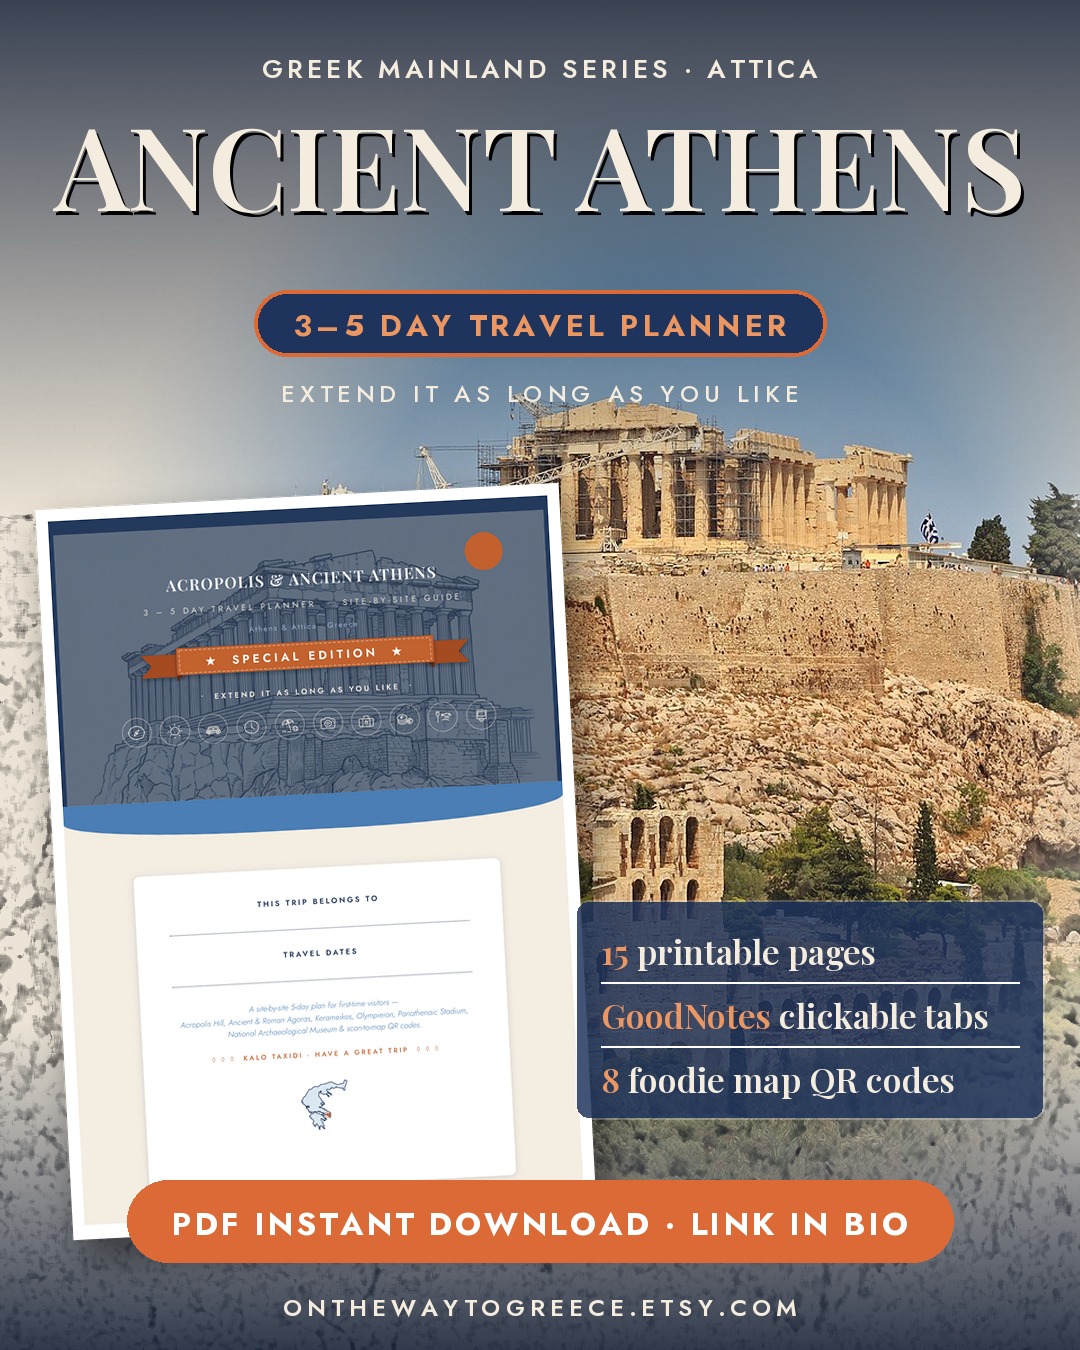 GREEK MAINLAND SERIES · ATTICA
ANCIENT ATHENS
3–5 DAY TRAVEL PLANNER
EXTEND IT AS LONG AS YOU LIKE
ACROPOLIS & ANCIENT ATHENS
3 – 5 DAY TRAVEL PLANNER SITE-BY-SITE GUIDE
Athens & Attica Greece
★ SPECIAL EDITION ★
· EXTEND IT AS LONG AS YOU LIKE ·
THIS TRIP BELONGS TO
TRAVEL DATES
A site-by-site 5-day plan for first-time visitors —
Acropolis Hill, Ancient & Roman Agoras, Kerameikos, Olympieion, Panathenaic Stadium,
National Archaeological Museum & scan-to-map QR codes.
KALO TAXIDI · HAVE A GREAT TRIP
15 printable pages
GoodNotes clickable tabs
8 foodie map QR codes
PDF INSTANT DOWNLOAD · LINK IN BIO
ONTHEWAYTOGREECE.ETSY.COM